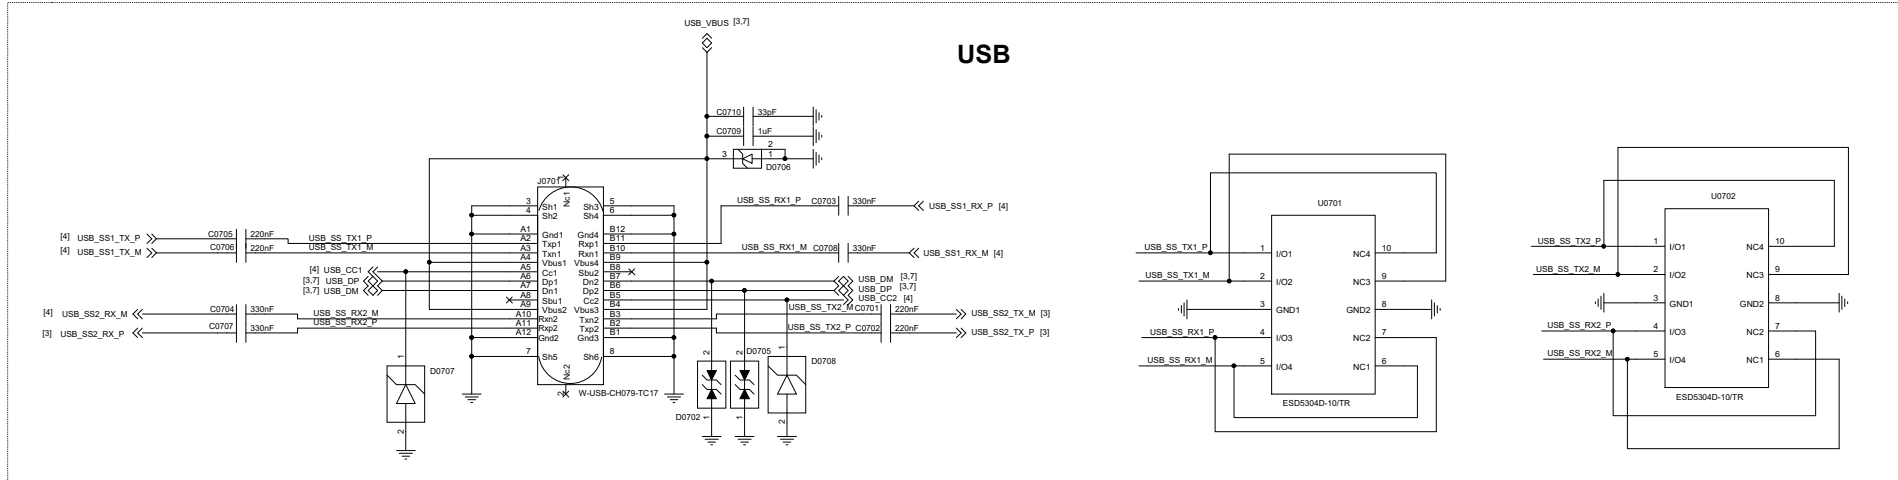 USB_VBUS [3,7]
USB
C0710 33pF
C0709 1uF
3 2 1
D0706
J0701
1
Nc1
3 Sh1 Sh3 5
4 Sh2 Sh4 6
A1 Gnd1 Gnd4 B12
A2 Txp1 Rxp1 B11
A3 Txn1 Rxn1 B10
A4 Vbus1 Vbus4 B9
A5 Cc1 Sbu2 B8
A6 Dp1 Dn2 B7
A7 Dn1 Dp2 B6
A8 Sbu1 Cc2 B5
A9 Vbus2 Vbus3 B4
A10 Rxn2 Txn2 B3
A11 Rxp2 Txp2 B2
A12 Gnd2 Gnd3 B1
7 Sh5 Sh6 8
Nc2
2
W-USB-CH079-TC17
[4] USB_SS1_TX_P C0705 220nF USB_SS_TX1_P
[4] USB_SS1_TX_M C0706 220nF USB_SS_TX1_M
[4] USB_CC1
[3,7] USB_DP
[3,7] USB_DM
[4] USB_SS2_RX_M C0704 330nF USB_SS_RX2_M
[3] USB_SS2_RX_P C0707 330nF USB_SS_RX2_P
1 D0707 2
USB_SS_RX1_P C0703 330nF USB_SS1_RX_P [4]
USB_SS_RX1_M C0708 330nF USB_SS1_RX_M [4]
USB_DM [3,7]
USB_DP [3,7]
USB_CC2 [4]
USB_SS_TX2_M C0701 220nF USB_SS2_TX_M [3]
USB_SS_TX2_P C0702 220nF USB_SS2_TX_P [3]
2 D0702 1
2 D0705 1
1 D0708 2
U0701
USB_SS_TX1_P 1 I/O1 NC4 10
USB_SS_TX1_M 2 I/O2 NC3 9
3 GND1 GND2 8
USB_SS_RX1_P 4 I/O3 NC2 7
USB_SS_RX1_M 5 I/O4 NC1 6
ESD5304D-10/TR
U0702
USB_SS_TX2_P 1 I/O1 NC4 10
USB_SS_TX2_M 2 I/O2 NC3 9
3 GND1 GND2 8
USB_SS_RX2_P 4 I/O3 NC2 7
USB_SS_RX2_M 5 I/O4 NC1 6
ESD5304D-10/TR